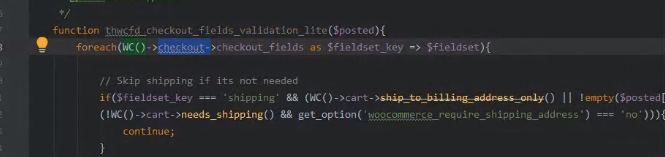 */
function thwcfd_checkout_fields_validation_lite($posted){
foreach(WC()->checkout->checkout_fields as $fieldset_key => $fieldset){
// Skip shipping if its not needed
if($fieldset_key === 'shipping' && (WC()->cart->ship_to_billing_address_only() || !empty($posted[
(!WC()->cart->needs_shipping() && get_option('woocommerce_require_shipping_address') === 'no'))){
continue;
}